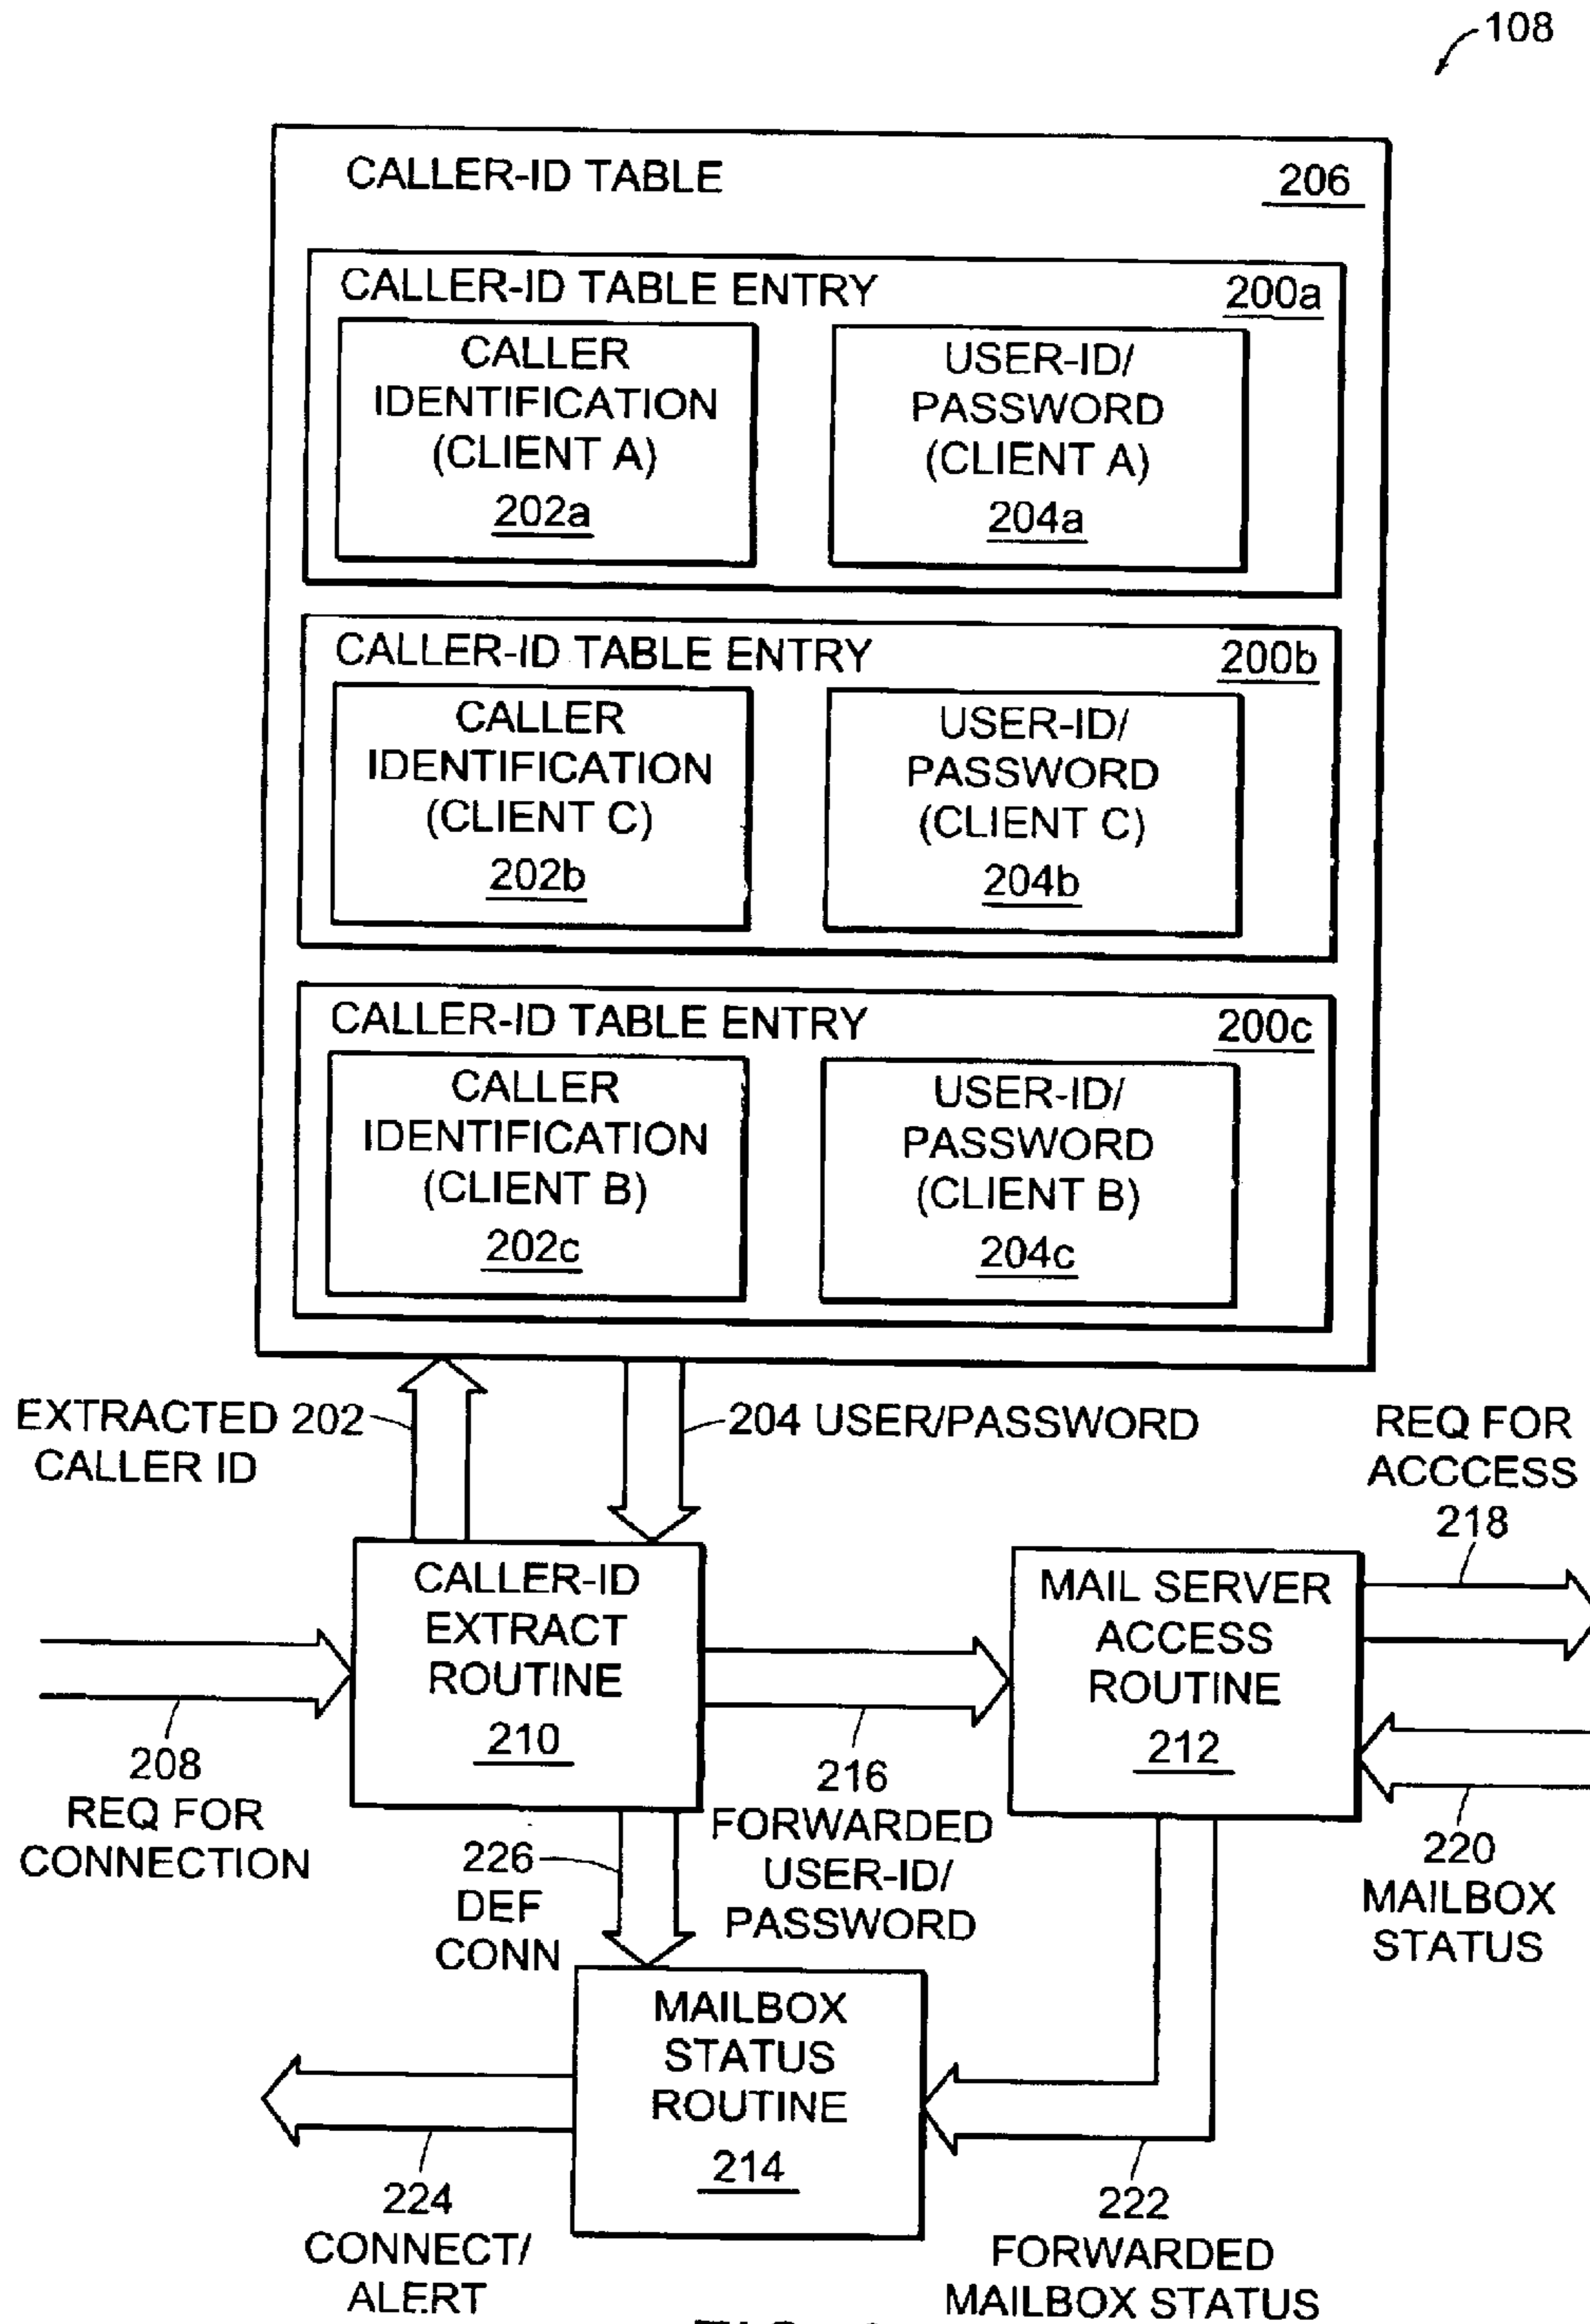 108
CALLER-ID TABLE 206
CALLER-ID TABLE ENTRY 200a
CALLER
IDENTIFICATION
(CLIENT A)
202a
USER-ID/
PASSWORD
(CLIENT A)
204a
CALLER-ID TABLE ENTRY 200b
CALLER
IDENTIFICATION
(CLIENT C)
202b
USER-ID/
PASSWORD
(CLIENT C)
204b
CALLER-ID TABLE ENTRY 200c
CALLER
IDENTIFICATION
(CLIENT B)
202c
USER-ID/
PASSWORD
(CLIENT B)
204c
EXTRACTED 202
CALLER ID
204 USER/PASSWORD
REQ FOR
ACCCESS
218
CALLER-ID
EXTRACT
ROUTINE
210
MAIL SERVER
ACCESS
ROUTINE
212
208
REQ FOR
CONNECTION
216
FORWARDED
USER-ID/
PASSWORD
220
MAILBOX
STATUS
226
DEF
CONN
MAILBOX
STATUS
ROUTINE
214
224
CONNECT/
ALERT
222
FORWARDED
MAILBOX STATUS